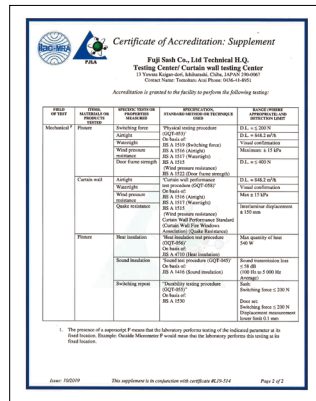 ilac-MRA
PJLA
Certificate of Accreditation: Supplement
Fuji Sash Co., Ltd Technical H.Q.
Testing Center/ Curtain wall Testing Center
13 Yawata Kaigan-dori, Ichiharashi, Chiba, JAPAN 290-0067
Contact Name: Tomoharu Arai Phone: 0436-41-8951
Accreditation is granted to the facility to perform the following testing:
FIELD OF TEST
ITEMS, MATERIALS OR PRODUCTS TESTED
SPECIFIC TESTS OR PROPERTIES MEASURED
SPECIFICATION, STANDARD METHOD OR TECHNIQUE USED
RANGE (WHERE APPROPRIATE) AND DETECTION LIMIT
Mechanical F
Fixture
Switching force
Airtight
Watertight
Wind pressure resistance
Door frame strength
'Physical testing procedure
(GQT-055)'
On basis of:
JIS A 1519 (Switching force)
JIS A 1516 (Airtight)
JIS A 1517 (Watertight)
JIS A 1515
(Wind pressure resistance)
JIS A 1522 (Door frame strength)
D.L. ± ≤ 200 N
D.L. = 848.2 m³/h
Visual confirmation
Maximum: ± 15 kPa
D.L. = ≤ 400 N
Curtain wall
Airtight
Watertight
Wind pressure resistance
Quake resistance
'Curtain wall performance
test procedure (GQT-058)'
On basis of:
JIS A 1516 (Airtight)
JIS A 1517 (Watertight)
JIS A 1515
(Wind pressure resistance)
Curtain Wall Performance Standard
(Curtain Wall Fire Windows
Association) (Quake Resistance)
D.L. = 848.2 m³/h
Visual confirmation
Max ± 15 kPa
Interlaminar displacement
± 150 mm
Fixture
Heat insulation
'Heat insulation test procedure
(GQT-056)'
On basis of:
JIS A 4710 (Heat insulation)
Max quantity of heat
540 W
Sound insulation
'Sound test procedure (GQT-045)'
On basis of:
JIS A 1416 (Sound insulation)
Sound transmission loss
≤ 58 dB
(100 Hz to 5 000 Hz
Average)
Switching repeat
"Durability testing procedure
(GQT-055)"
On basis of:
JIS A 1530
Sash:
Switching force ≤ 200 N
Door set:
Switching force ≤ 200 N
Displacement measurement
lower limit 0.1 mm
1. The presence of a superscript F means that the laboratory performs testing of the indicated parameter at its
fixed location. Example: Outside Micrometer F would mean that the laboratory performs this testing at its
fixed location.
Issue: 10/2019
This supplement is in conjunction with certificate #L19-514
Page 2 of 2